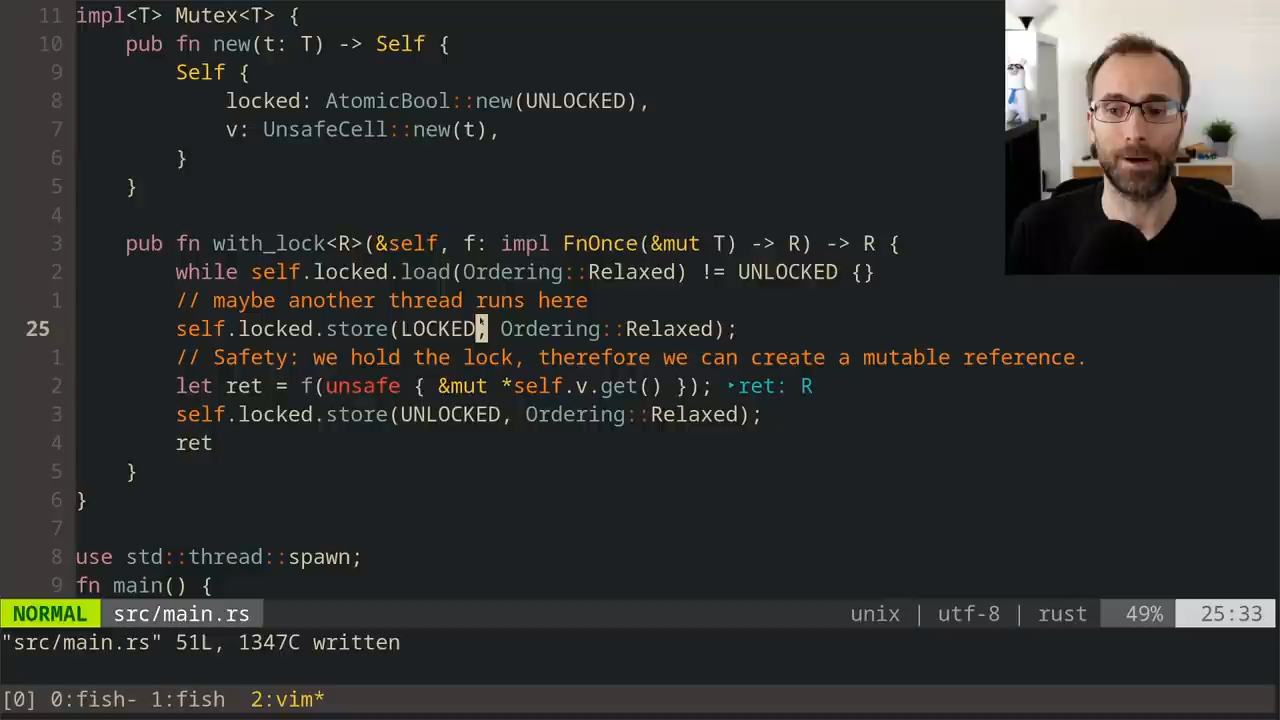 11 impl<T> Mutex<T> {
10     pub fn new(t: T) -> Self {
9         Self {
8             locked: AtomicBool::new(UNLOCKED),
7             v: UnsafeCell::new(t),
6         }
5     }
4
3     pub fn with_lock<R>(&self, f: impl FnOnce(&mut T) -> R) -> R {
2         while self.locked.load(Ordering::Relaxed) != UNLOCKED {}
1         // maybe another thread runs here
25         self.locked.store(LOCKED, Ordering::Relaxed);
1         // Safety: we hold the lock, therefore we can create a mutable reference.
2         let ret = f(unsafe { &mut *self.v.get() }); ‣ret: R
3         self.locked.store(UNLOCKED, Ordering::Relaxed);
4         ret
5     }
6 }
7
8 use std::thread::spawn;
9 fn main() {
NORMAL src/main.rs unix | utf-8 | rust 49% 25:33
"src/main.rs" 51L, 1347C written
[0] 0:fish- 1:fish 2:vim*